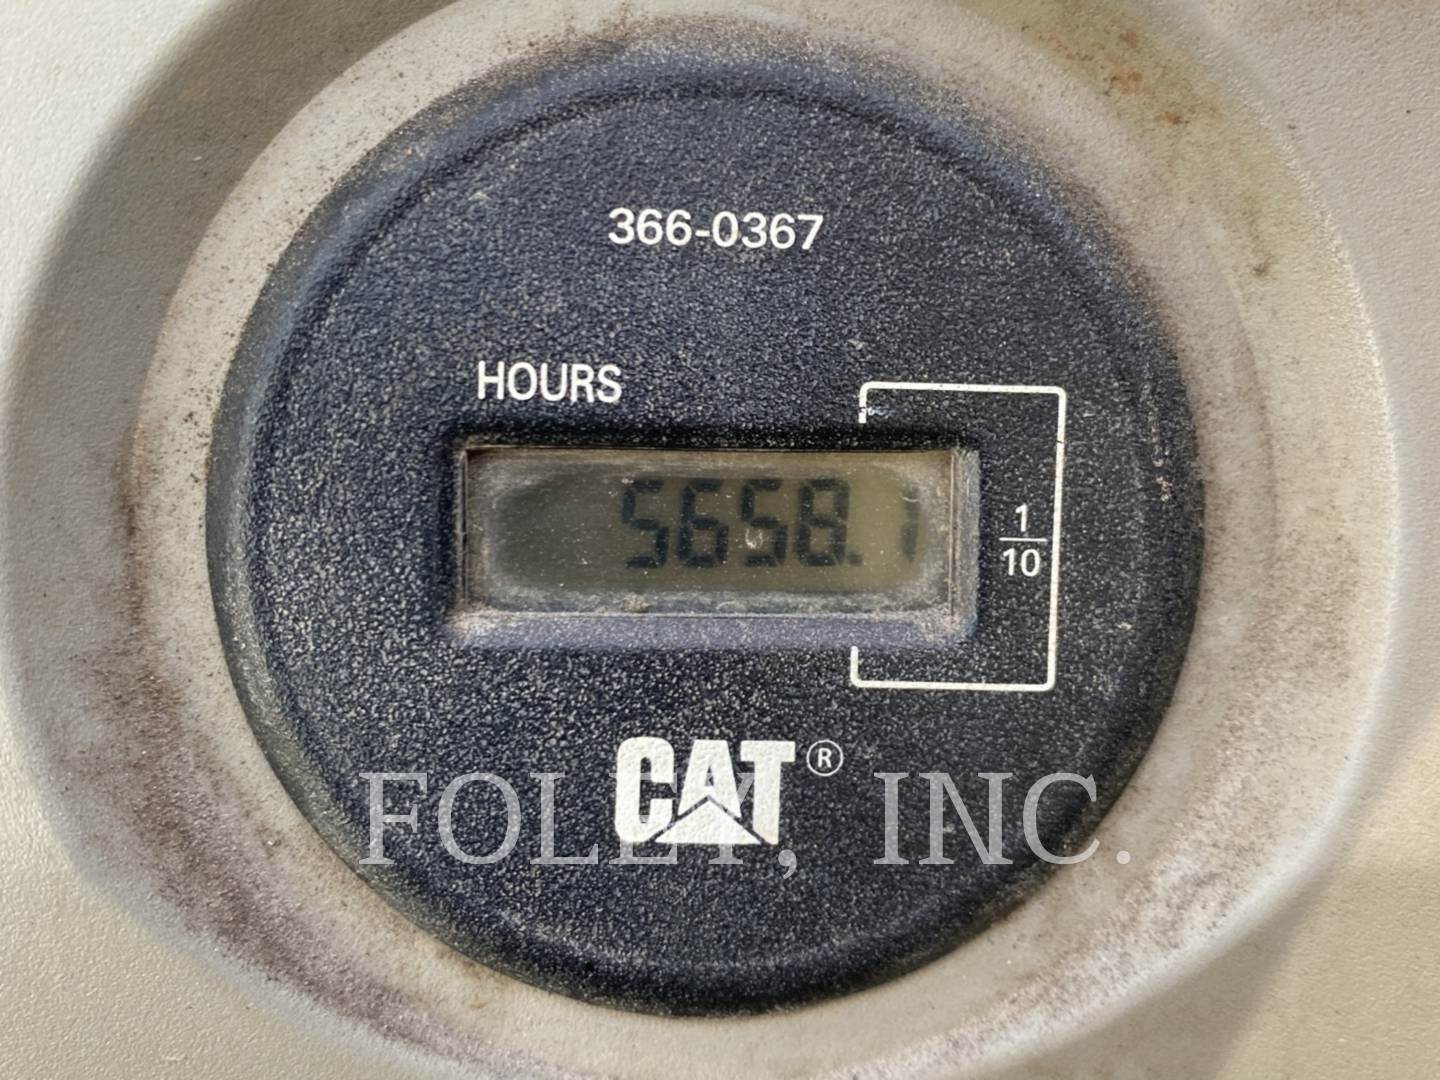 366-0367
HOURS
5658.1
1
10
CAT®
FOLEY, INC.